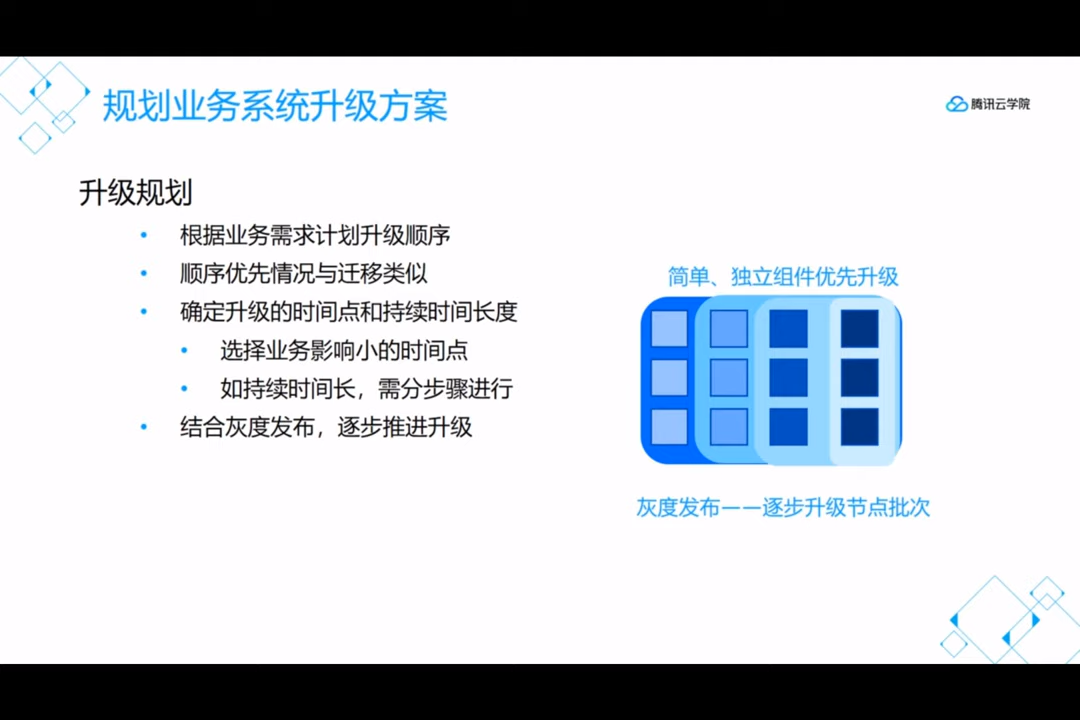 规划业务系统升级方案
腾讯云学院
升级规划
• 根据业务需求计划升级顺序
• 顺序优先情况与迁移类似
• 确定升级的时间点和持续时间长度
• 选择业务影响小的时间点
• 如持续时间长，需分步骤进行
• 结合灰度发布，逐步推进升级
简单、独立组件优先升级
灰度发布——逐步升级节点批次